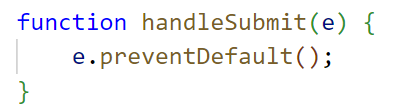 function handleSubmit(e) {
    e.preventDefault();
}